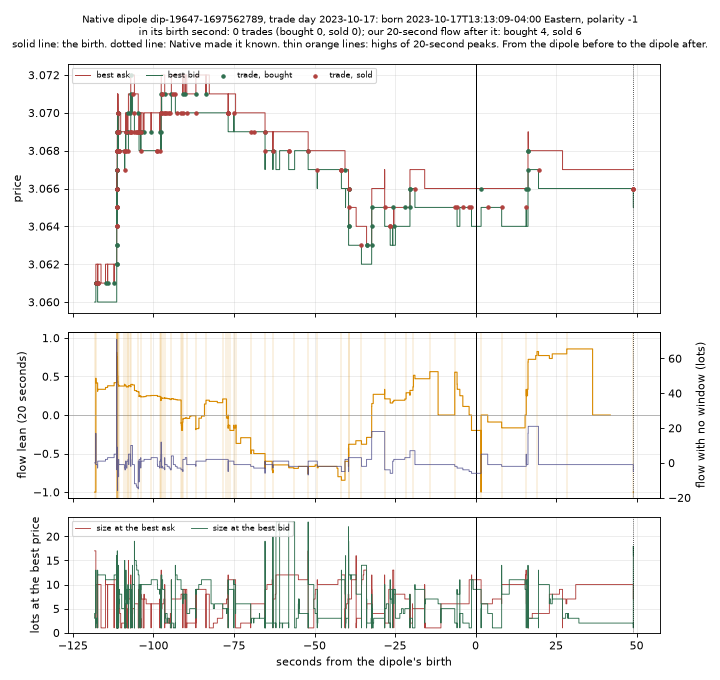 Native dipole dip-19647-1697562789, trade day 2023-10-17: born 2023-10-17T13:13:09-04:00 Eastern, polarity -1
in its birth second: 0 trades (bought 0, sold 0); our 20-second flow after it: bought 4, sold 6
solid line: the birth. dotted line: Native made it known. thin orange lines: highs of 20-second peaks. From the dipole before to the dipole after.
best ask
best bid
trade, bought
trade, sold
3.072
3.070
3.068
3.066
3.064
3.062
3.060
price
1.0
0.5
0.0
−0.5
−1.0
flow lean (20 seconds)
60
40
20
0
−20
flow with no window (lots)
size at the best ask
size at the best bid
20
15
10
5
0
lots at the best price
−125
−100
−75
−50
−25
0
25
50
seconds from the dipole's birth